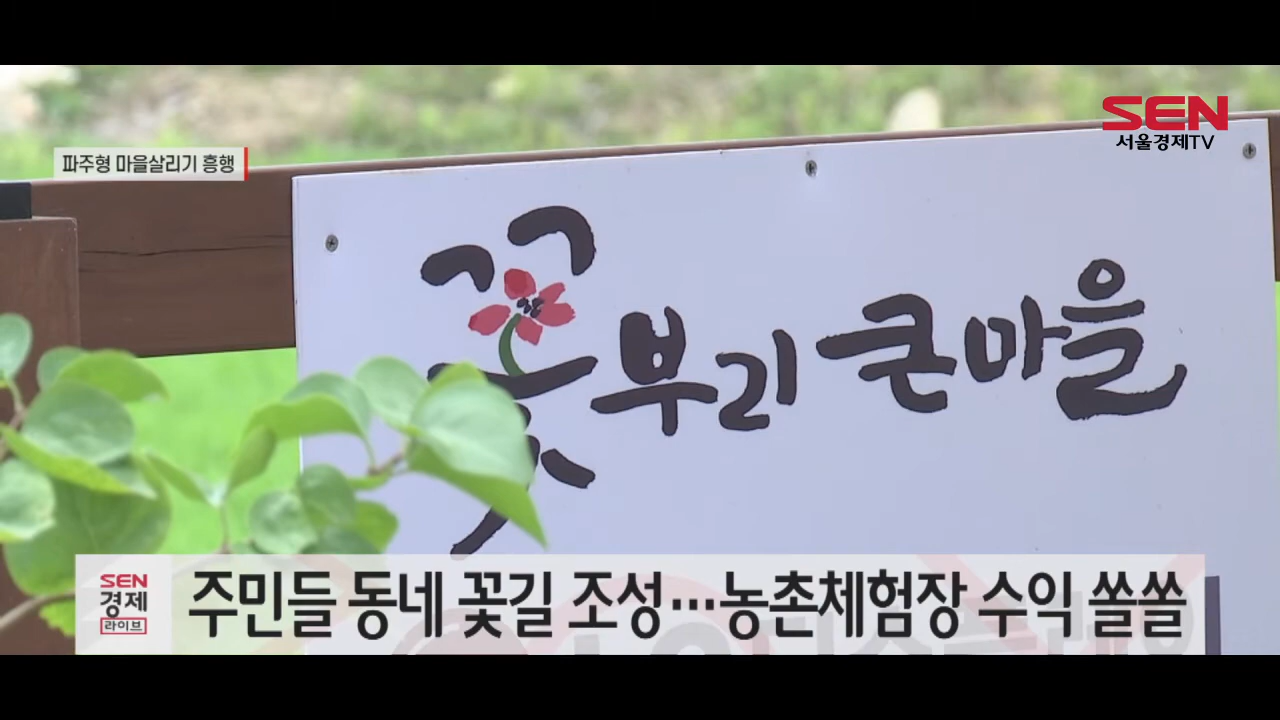 SEN
서울경제TV
파주형 마을살리기 흥행
꽃부리 큰마을
SEN
경제
라이브
주민들 동네 꽃길 조성…농촌체험장 수익 쏠쏠